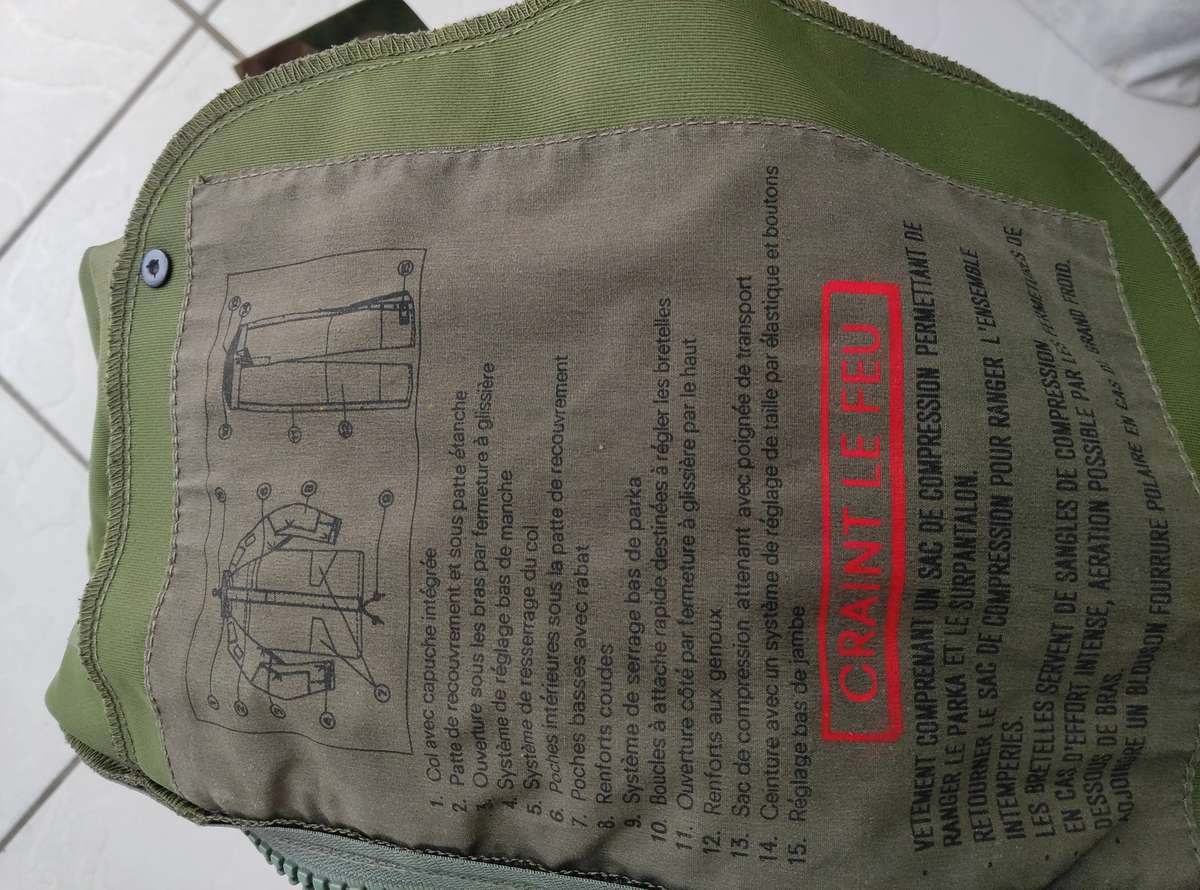 1. Col avec capuche intégrée
2. Patte de recouvrement et sous patte étanche
3. Ouverture sous les bras par fermeture à glissière
4. Système de réglage bas de manche
5. Système de resserrage du col
6. Poches intérieures sous la patte de recouvrement
7. Poches basses avec rabat
8. Renforts coudes
9. Système de serrage bas de parka
10. Boucles à attache rapide destinées à régler les bretelles
11. Ouverture côté par fermeture à glissière par le haut
12. Renforts aux genoux
13. Sac de compression attenant avec poignée de transport
14. Ceinture avec un système de réglage de taille par élastique et boutons
15. Réglage bas de jambe
CRAINT LE FEU
VETEMENT COMPRENANT UN SAC DE COMPRESSION PERMETTANT DE
RANGER LE PARKA ET LE SURPANTALON.
RETOURNER LE SAC DE COMPRESSION POUR RANGER L'ENSEMBLE
INTEMPERIES.
LES BRETELLES SERVENT DE SANGLES DE COMPRESSION
EN CAS D'EFFORT INTENSE, AERATION POSSIBLE PAR LES FERMETURES DE
DESSOUS DE BRAS.
ADJOINDRE UN BLOUSON FOURRURE POLAIRE EN CAS DE GRAND FROID.